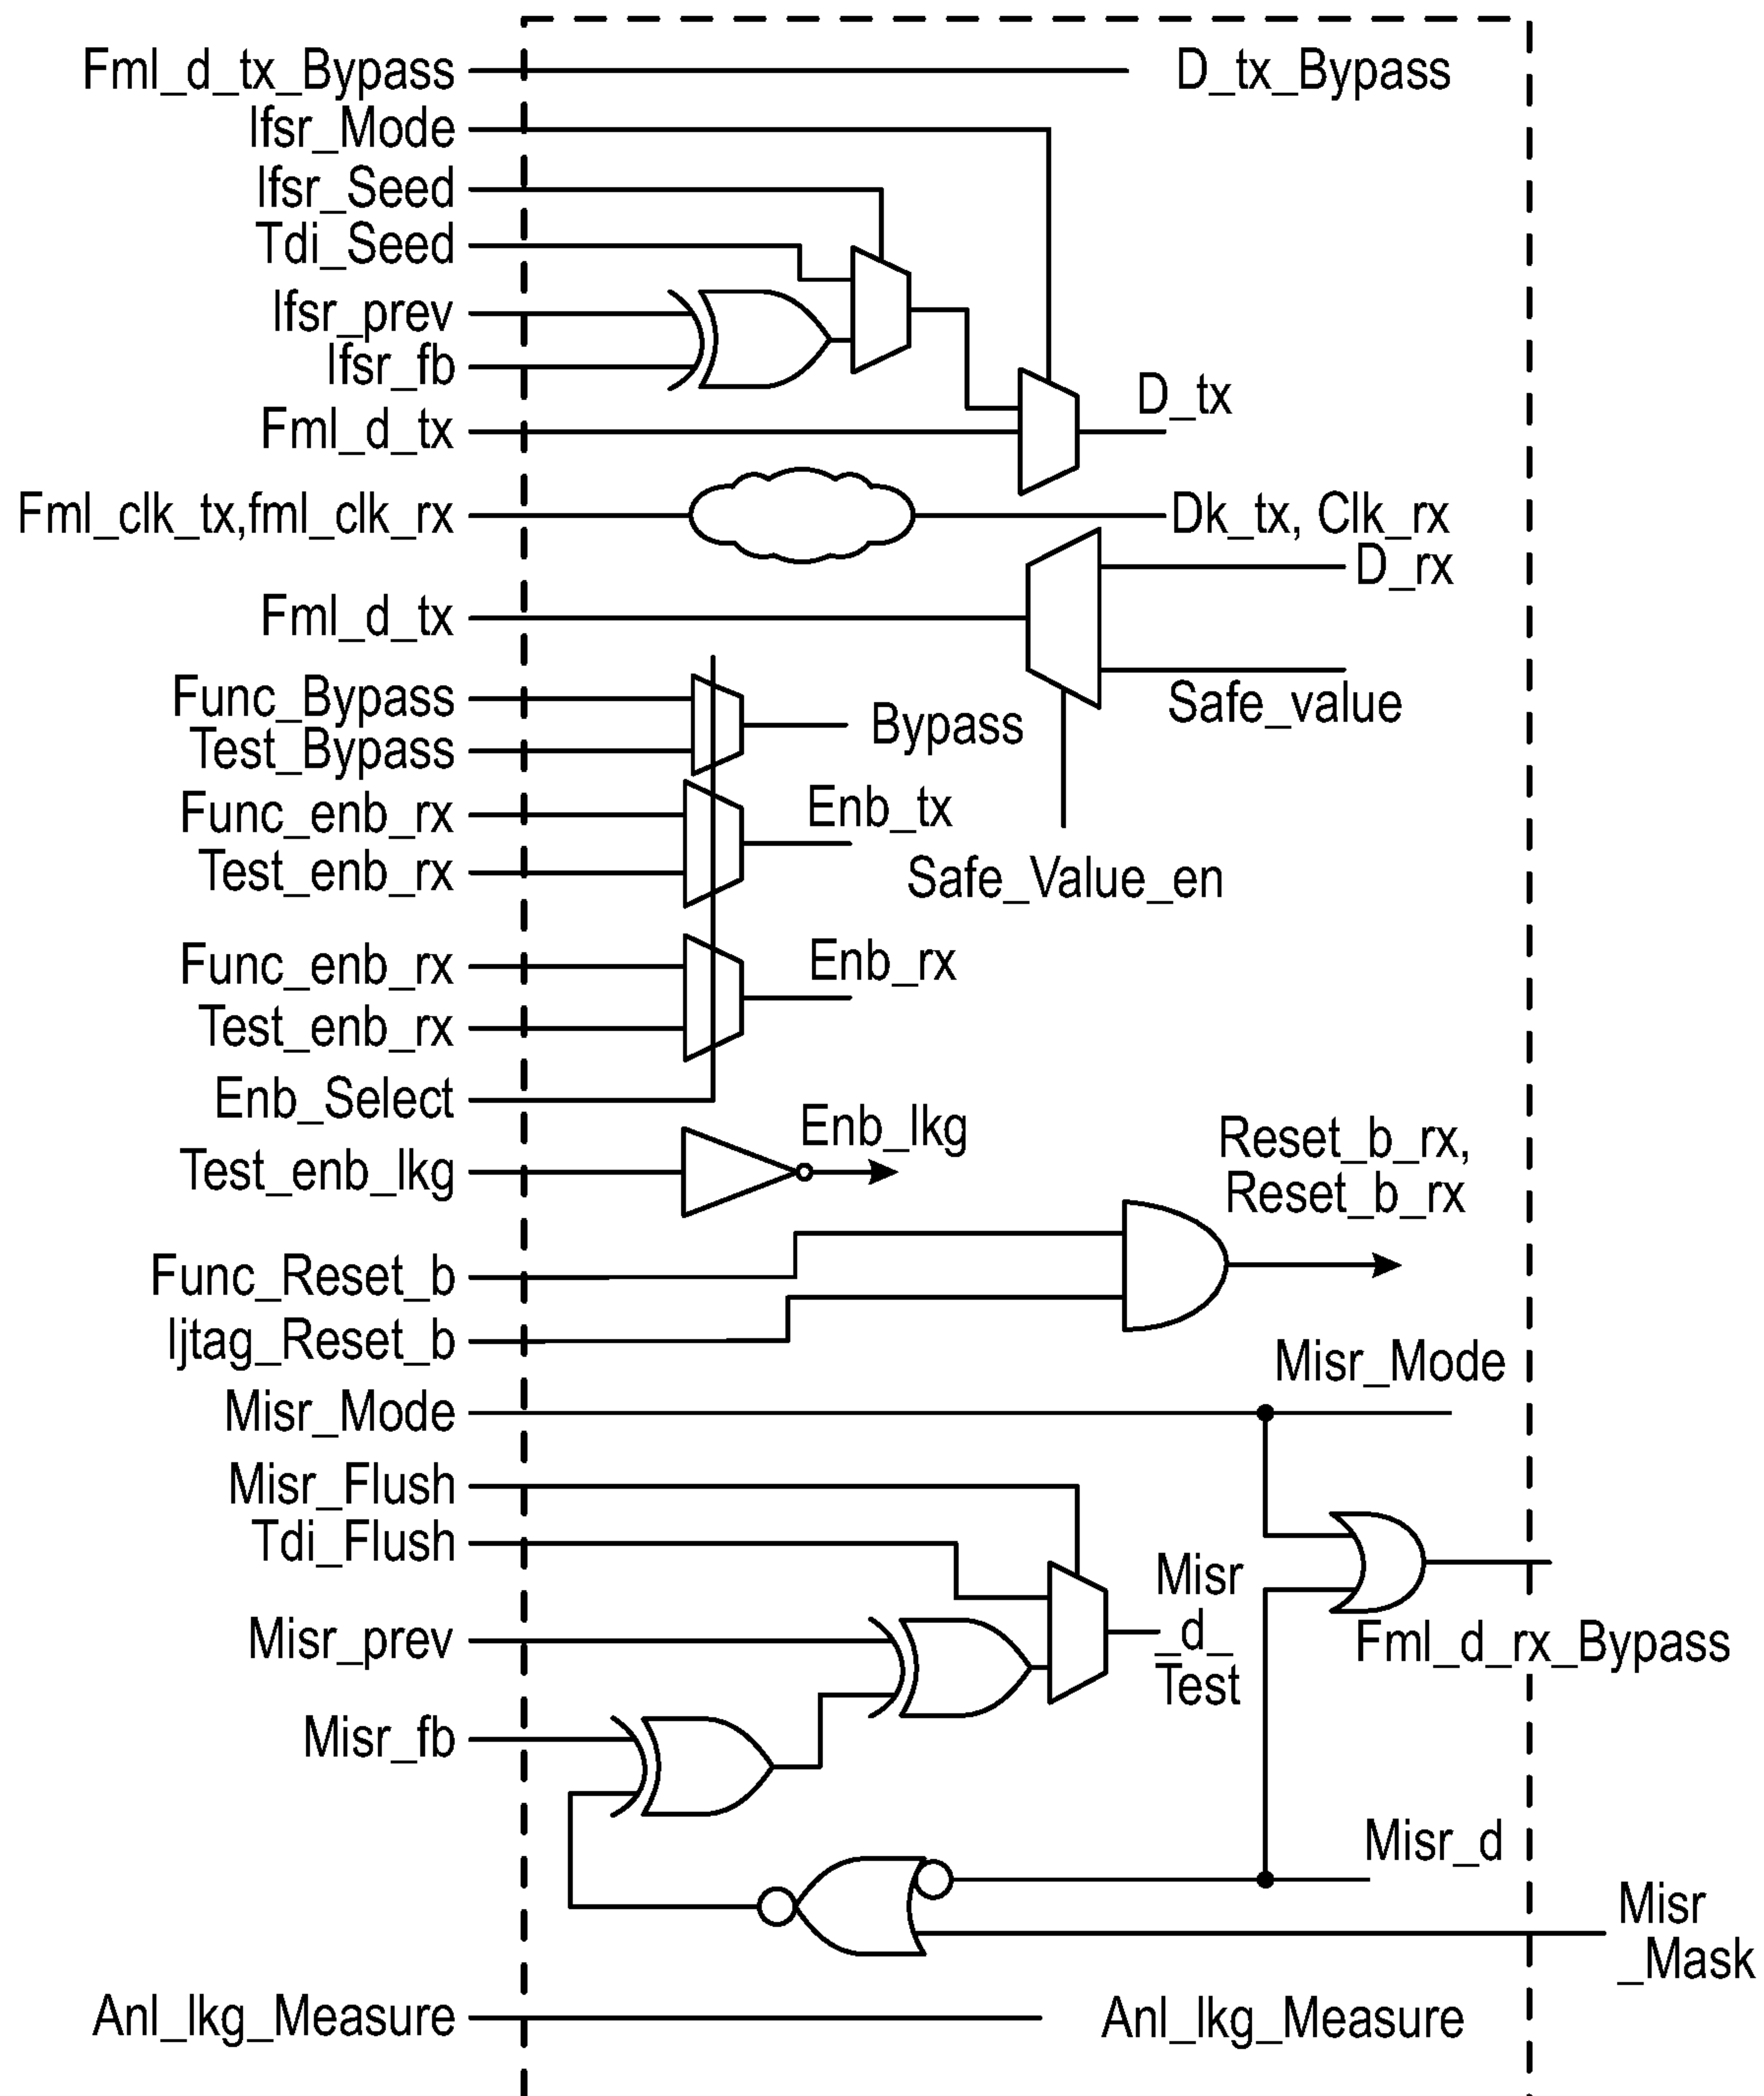 Fml_d_tx_Bypass
D_tx_Bypass
lfsr_Mode
lfsr_Seed
Tdi_Seed
lfsr_prev
lfsr_fb
Fml_d_tx
D_tx
Fml_clk_tx,fml_clk_rx
Dk_tx, Clk_rx
D_rx
Fml_d_tx
Safe_value
Func_Bypass
Test_Bypass
Bypass
Func_enb_rx
Enb_tx
Test_enb_rx
Safe_Value_en
Func_enb_rx
Enb_rx
Test_enb_rx
Enb_Select
Enb_lkg
Test_enb_lkg
Reset_b_rx,
Reset_b_rx
Func_Reset_b
Ijtag_Reset_b
Misr_Mode
Misr_Mode
Misr_Flush
Tdi_Flush
Misr
_d_
Test
Misr_prev
Fml_d_rx_Bypass
Misr_fb
Misr_d
Misr
_Mask
Anl_lkg_Measure
Anl_lkg_Measure